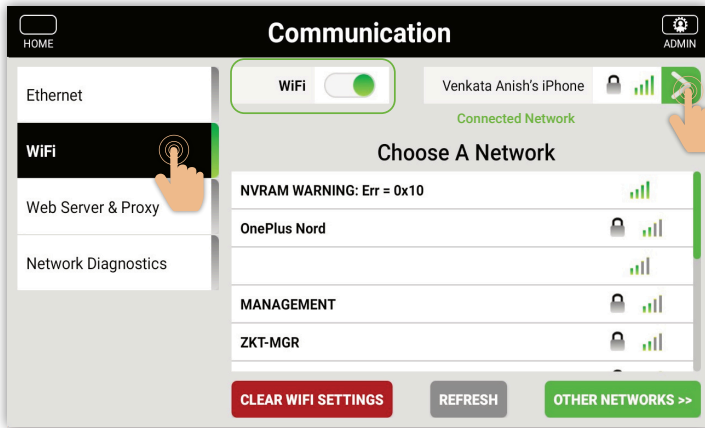 HOME
Communication
ADMIN
Ethernet
WiFi
Web Server & Proxy
Network Diagnostics
WiFi
Venkata Anish's iPhone
Connected Network
Choose A Network
NVRAM WARNING: Err = 0x10
OnePlus Nord
MANAGEMENT
ZKT-MGR
CLEAR WIFI SETTINGS
REFRESH
OTHER NETWORKS >>